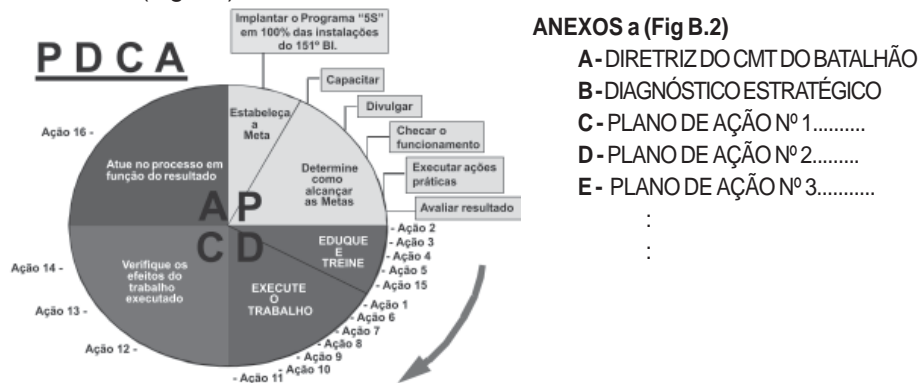 Implantar o Programa “5S”
em 100% das instalações
do 151º BI.
P D C A
Capacitar
Divulgar
Checar o
funcionamento
Executar ações
práticas
Avaliar resultado
Estabeleça
a
Meta
Determine
como
alcançar
as Metas
Ação 16 -
Atue no processo em
função do resultado
A P
C D
EDUQUE
E
TREINE
- Ação 2
- Ação 3
- Ação 4
- Ação 5
- Ação 15
EXECUTE
O
TRABALHO
- Ação 1
- Ação 6
- Ação 7
- Ação 8
- Ação 9
- Ação 10
- Ação 11
Verifique os
efeitos do
trabalho
executado
Ação 14 -
Ação 13 -
Ação 12 -
ANEXOS a (Fig B.2)
A - DIRETRIZ DO CMT DO BATALHÃO
B - DIAGNÓSTICO ESTRATÉGICO
C - PLANO DE AÇÃO Nº 1..........
D - PLANO DE AÇÃO Nº 2.........
E - PLANO DE AÇÃO Nº 3...........
:
: